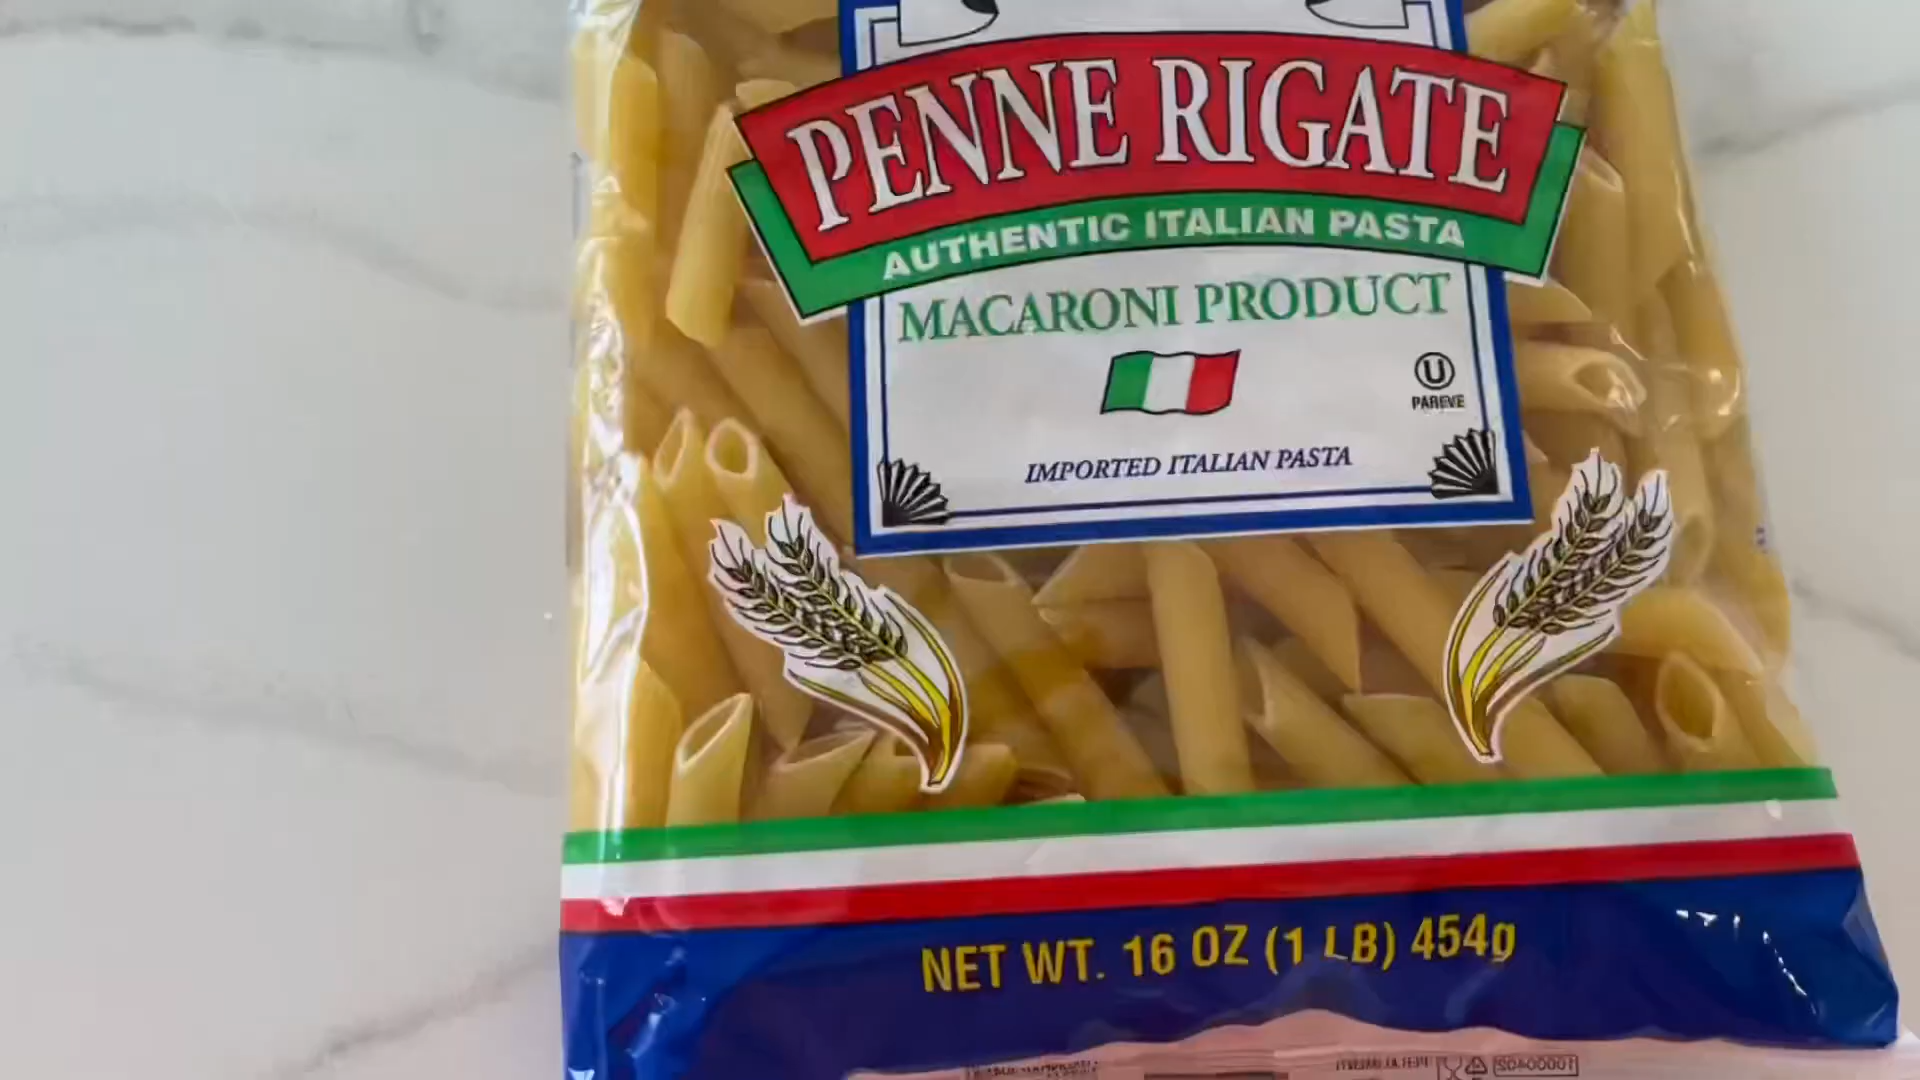 PENNE RIGATE
AUTHENTIC ITALIAN PASTA
MACARONI PRODUCT
U
PAREVE
IMPORTED ITALIAN PASTA
NET WT. 16 OZ (1 LB) 454g